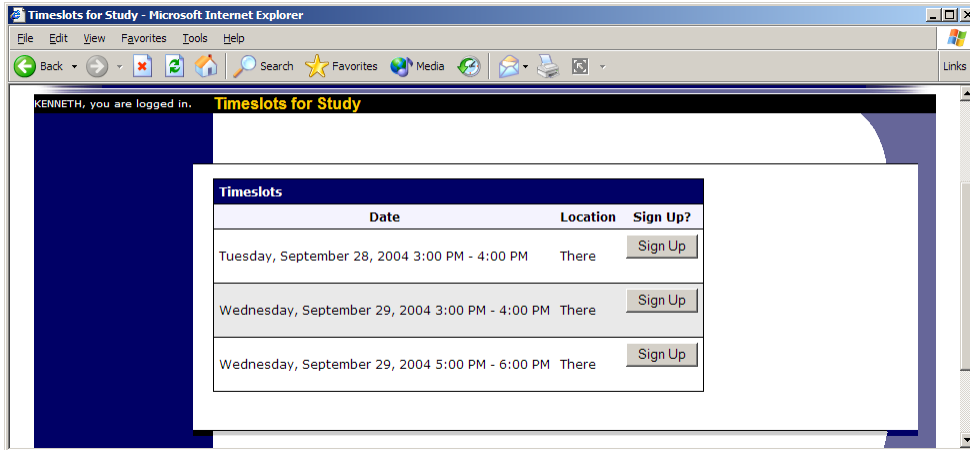 Timeslots for Study - Microsoft Internet Explorer
File Edit View Favorites Tools Help
Back Search Favorites Media Links
KENNETH, you are logged in. Timeslots for Study
Timeslots
Date Location Sign Up?
Tuesday, September 28, 2004 3:00 PM - 4:00 PM There Sign Up
Wednesday, September 29, 2004 3:00 PM - 4:00 PM There Sign Up
Wednesday, September 29, 2004 5:00 PM - 6:00 PM There Sign Up